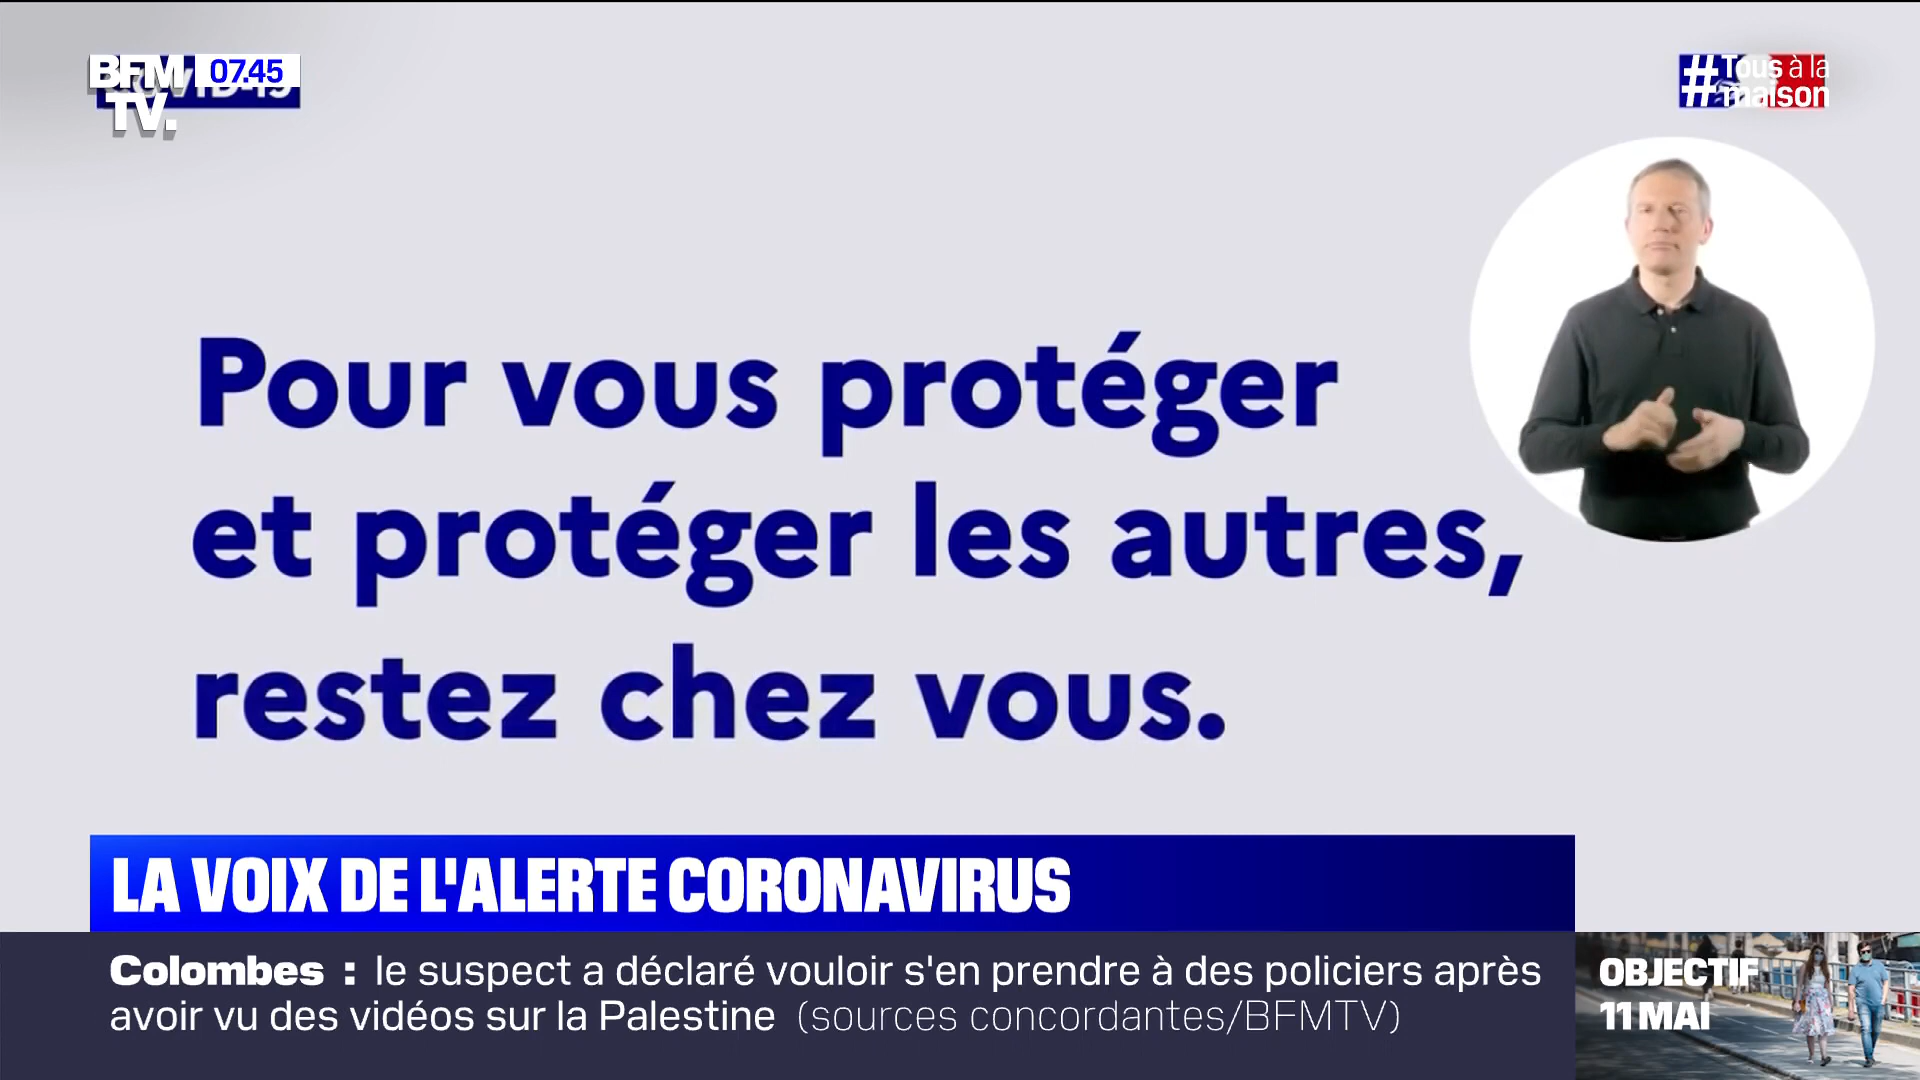 BFM 07.45
TV.
COVID-19
#Tous à la
maison
Pour vous protéger
et protéger les autres,
restez chez vous.
LA VOIX DE L'ALERTE CORONAVIRUS
Colombes : le suspect a déclaré vouloir s'en prendre à des policiers après
avoir vu des vidéos sur la Palestine (sources concordantes/BFMTV)
OBJECTIF
11 MAI